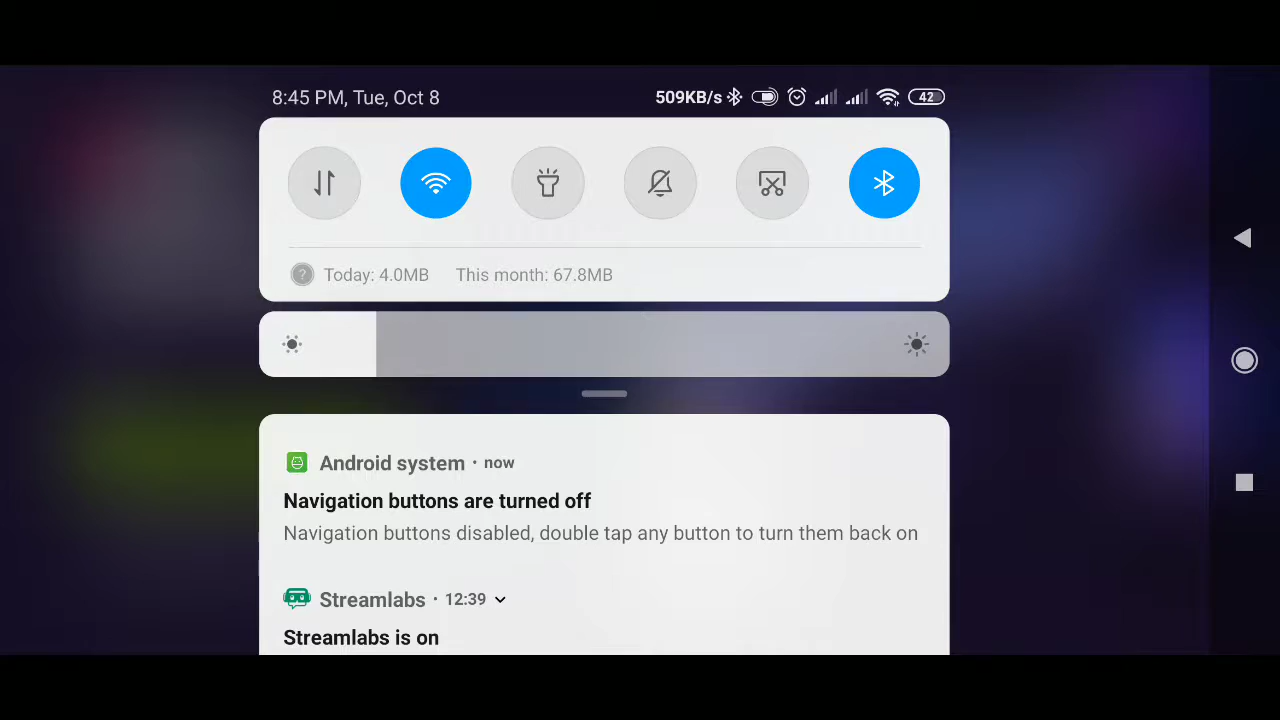 8:45 PM, Tue, Oct 8 509KB/s 42
? Today: 4.0MB This month: 67.8MB
Android system · now
Navigation buttons are turned off
Navigation buttons disabled, double tap any button to turn them back on
Streamlabs · 12:39
Streamlabs is on